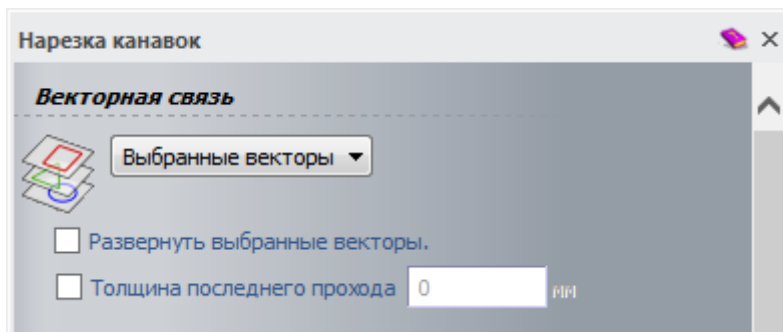 Нарезка канавок
Векторная связь
Выбранные векторы
Развернуть выбранные векторы.
Толщина последнего прохода 0 мм